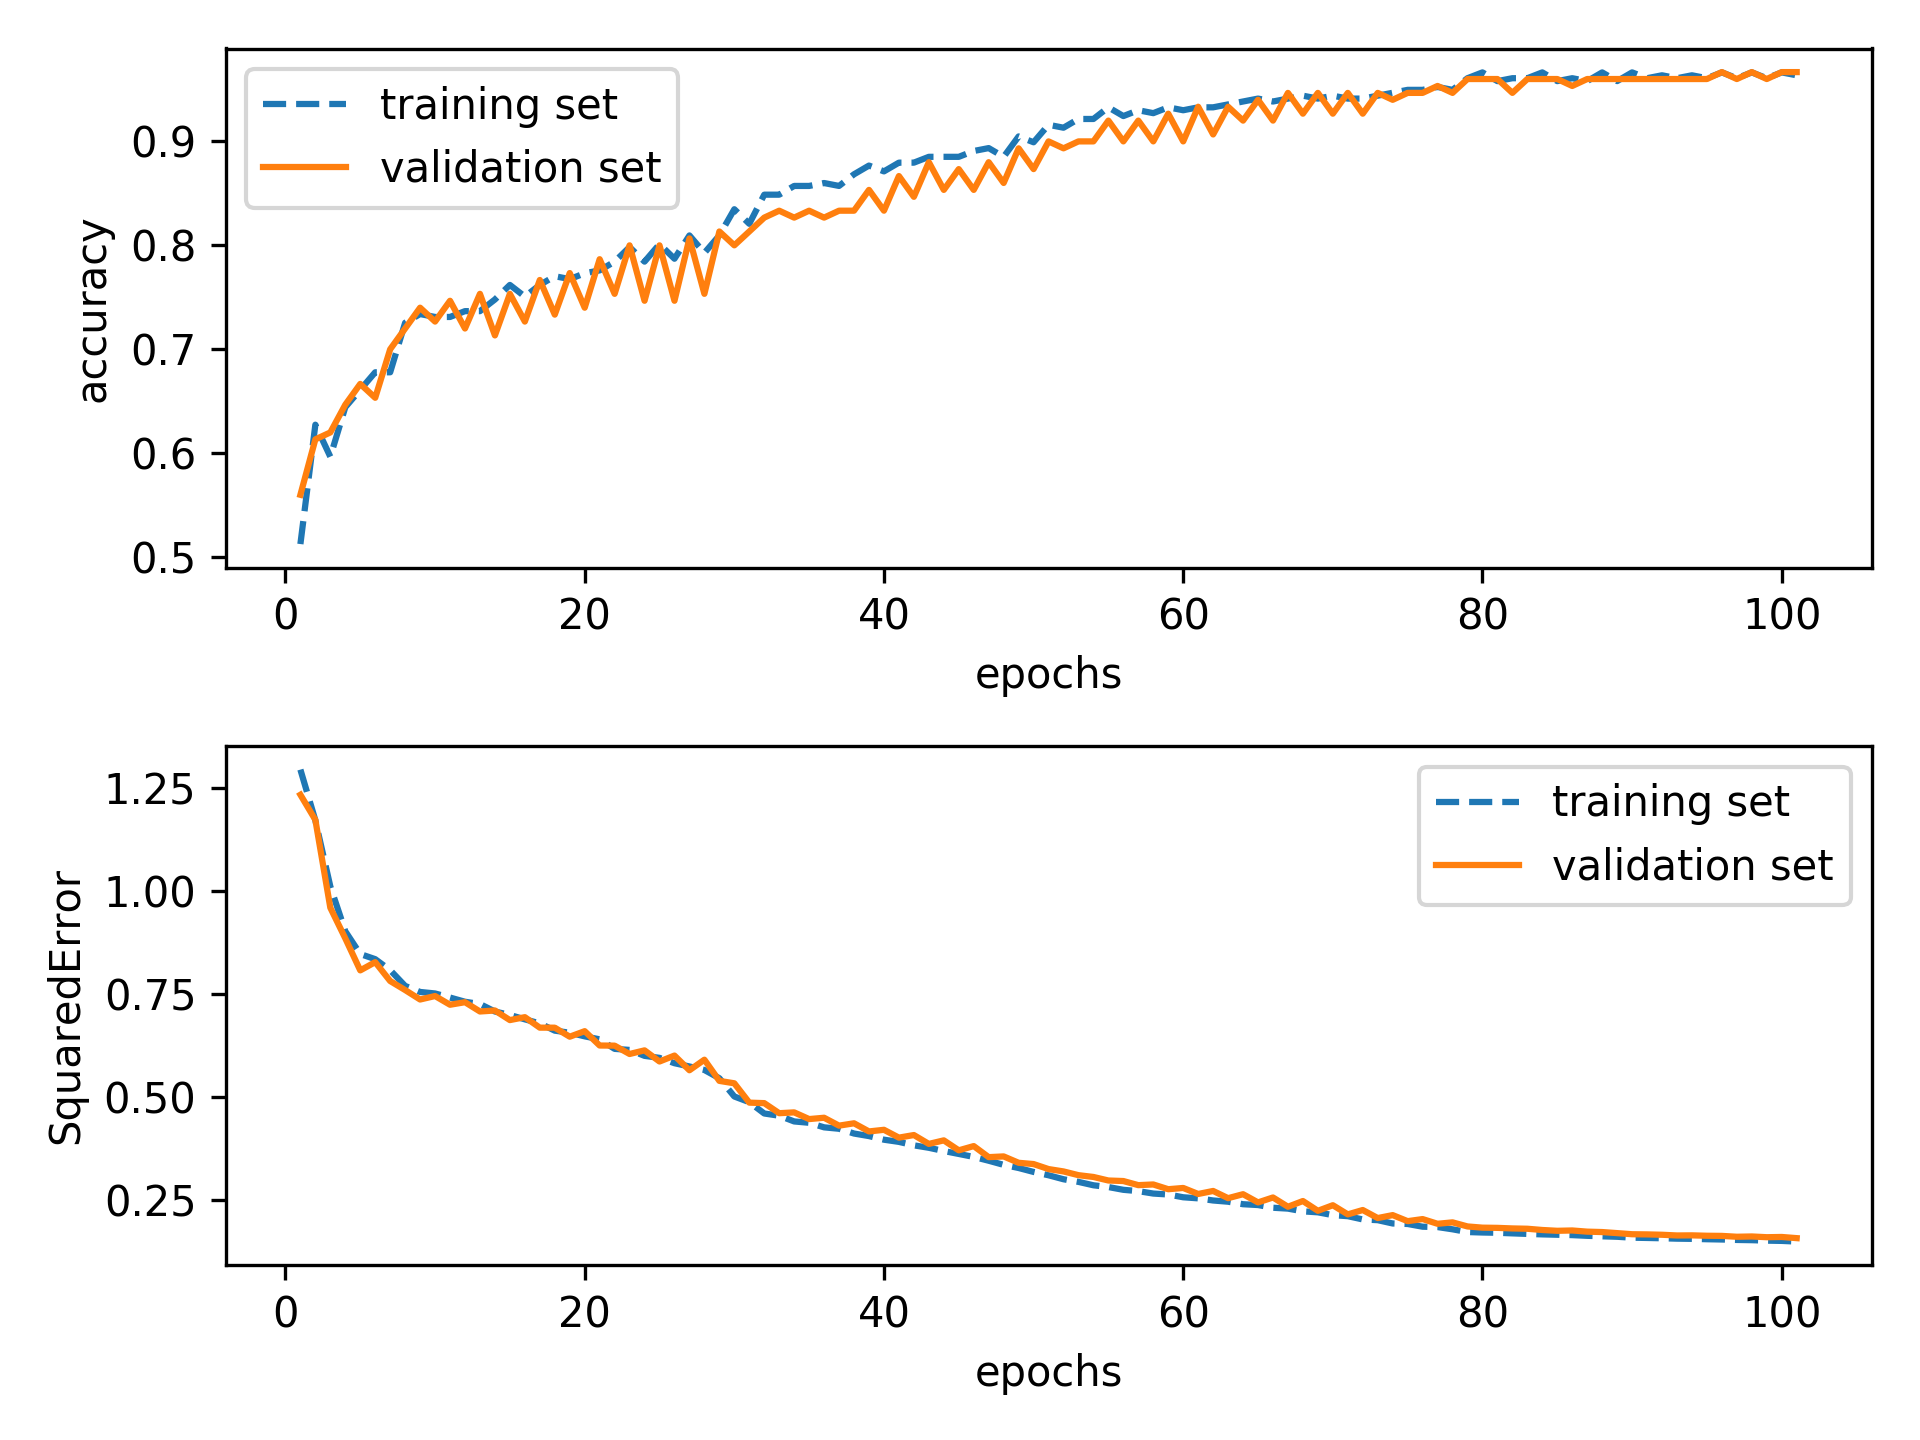 training set
validation set
accuracy
0.9
0.8
0.7
0.6
0.5
0 20 40 60 80 100
epochs
training set
validation set
SquaredError
1.25
1.00
0.75
0.50
0.25
0 20 40 60 80 100
epochs